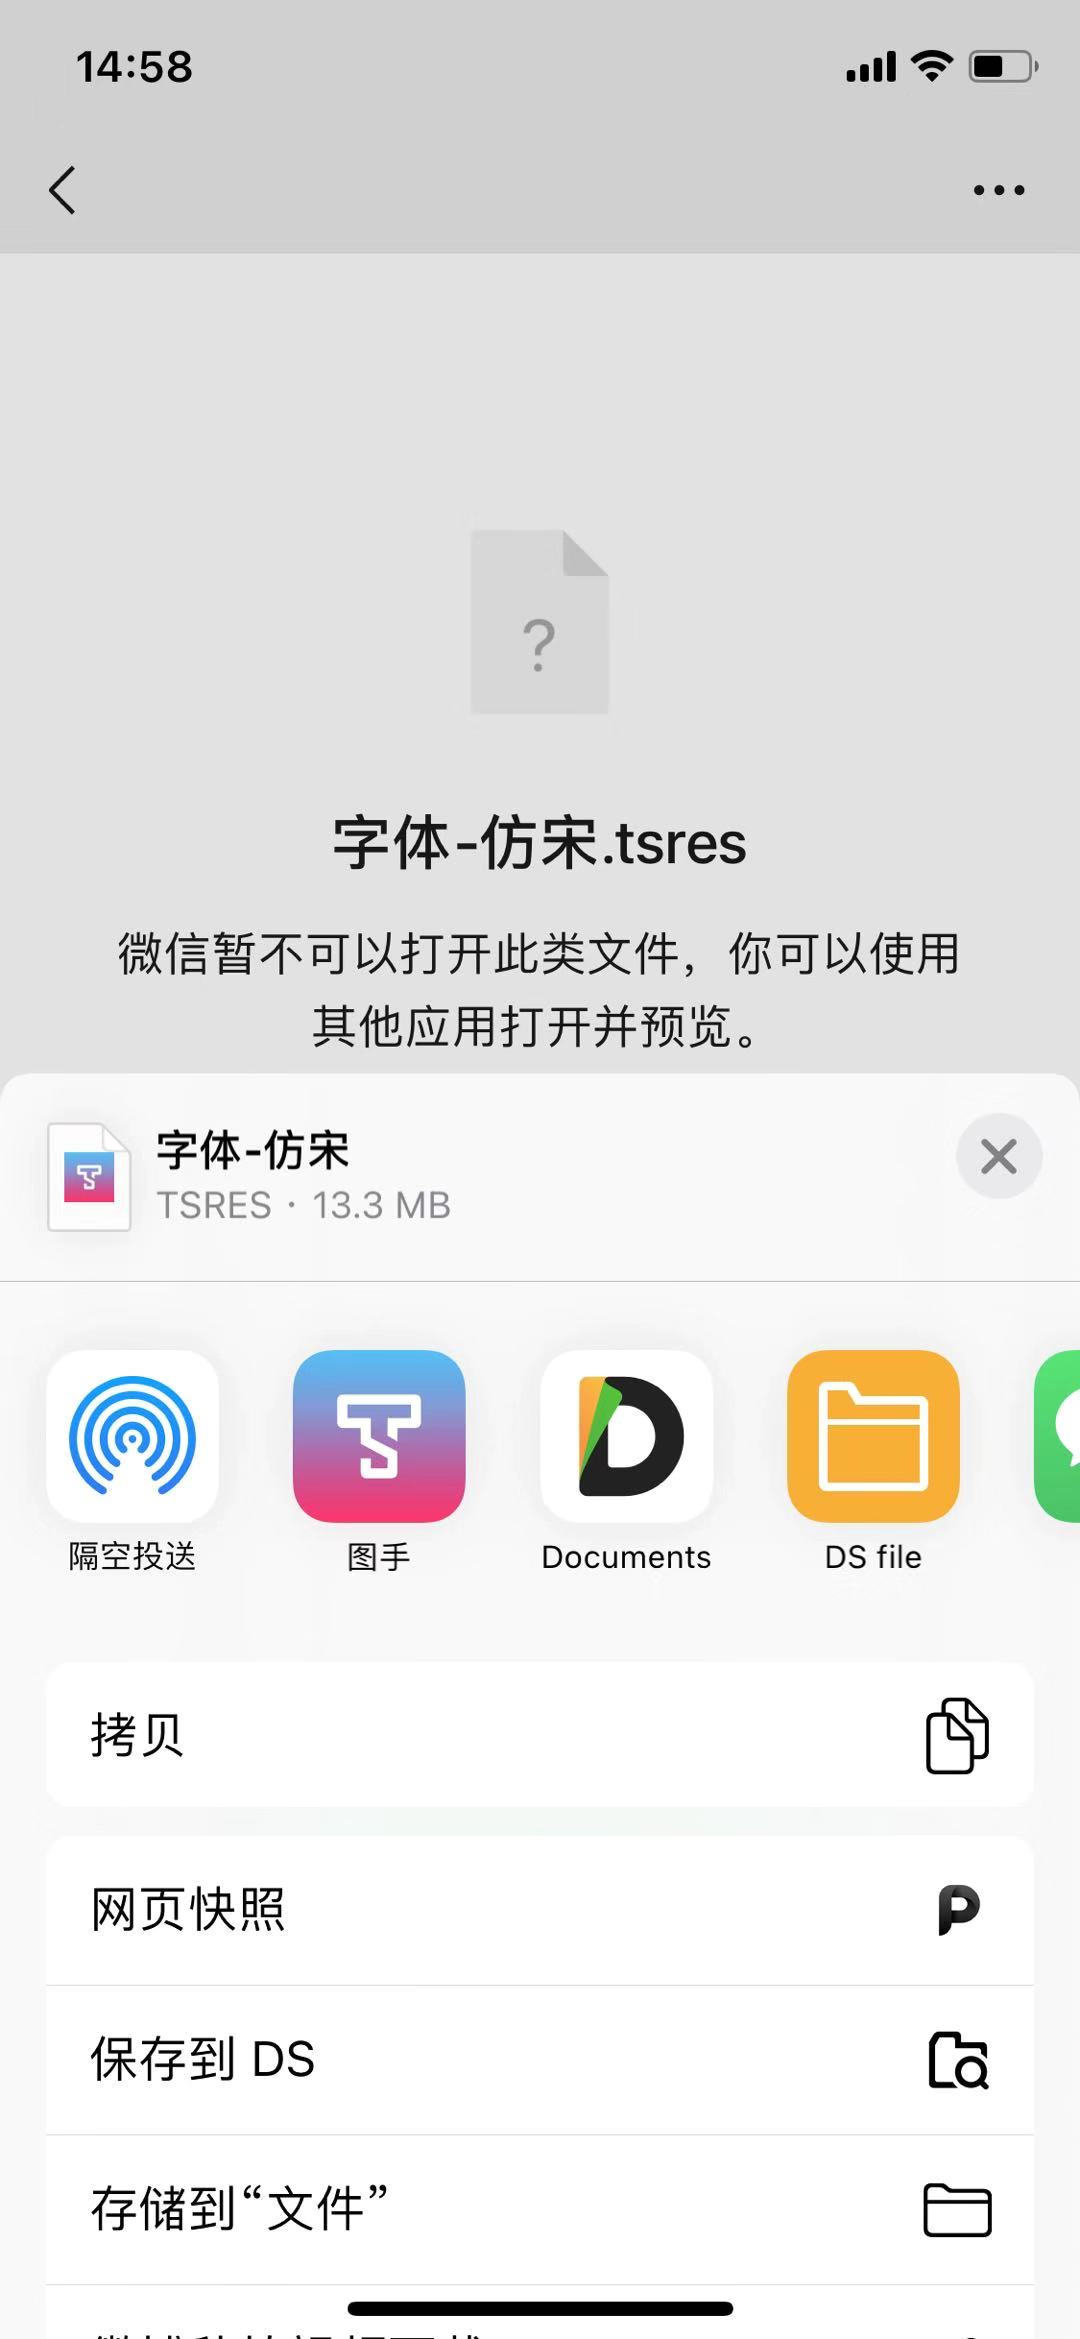 14:58
?
字体-仿宋.tsres
微信暂不可以打开此类文件，你可以使用
其他应用打开并预览。
字体-仿宋
TSRES · 13.3 MB
隔空投送
图手
Documents
DS file
拷贝
网页快照
保存到 DS
存储到“文件”